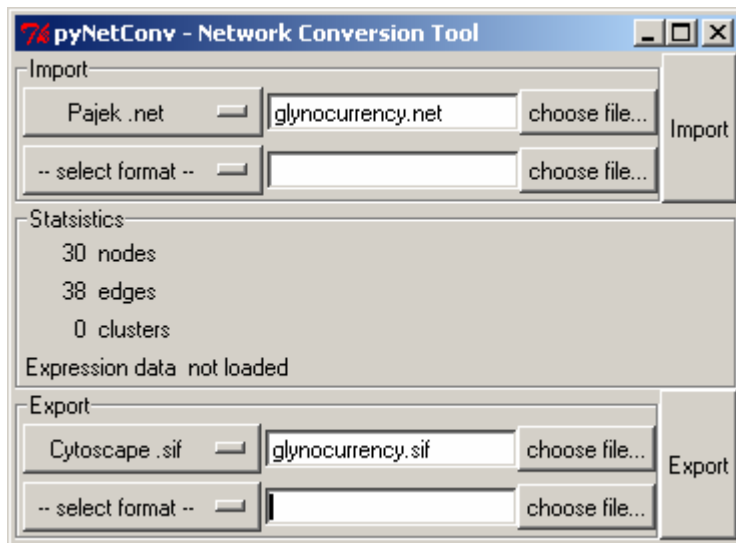 pyNetConv - Network Conversion Tool
Import
Pajek .net glynocurrency.net choose file...
Import
-- select format -- choose file...
Statsistics
30 nodes
38 edges
0 clusters
Expression data not loaded
Export
Cytoscape .sif glynocurrency.sif choose file...
Export
-- select format -- choose file...